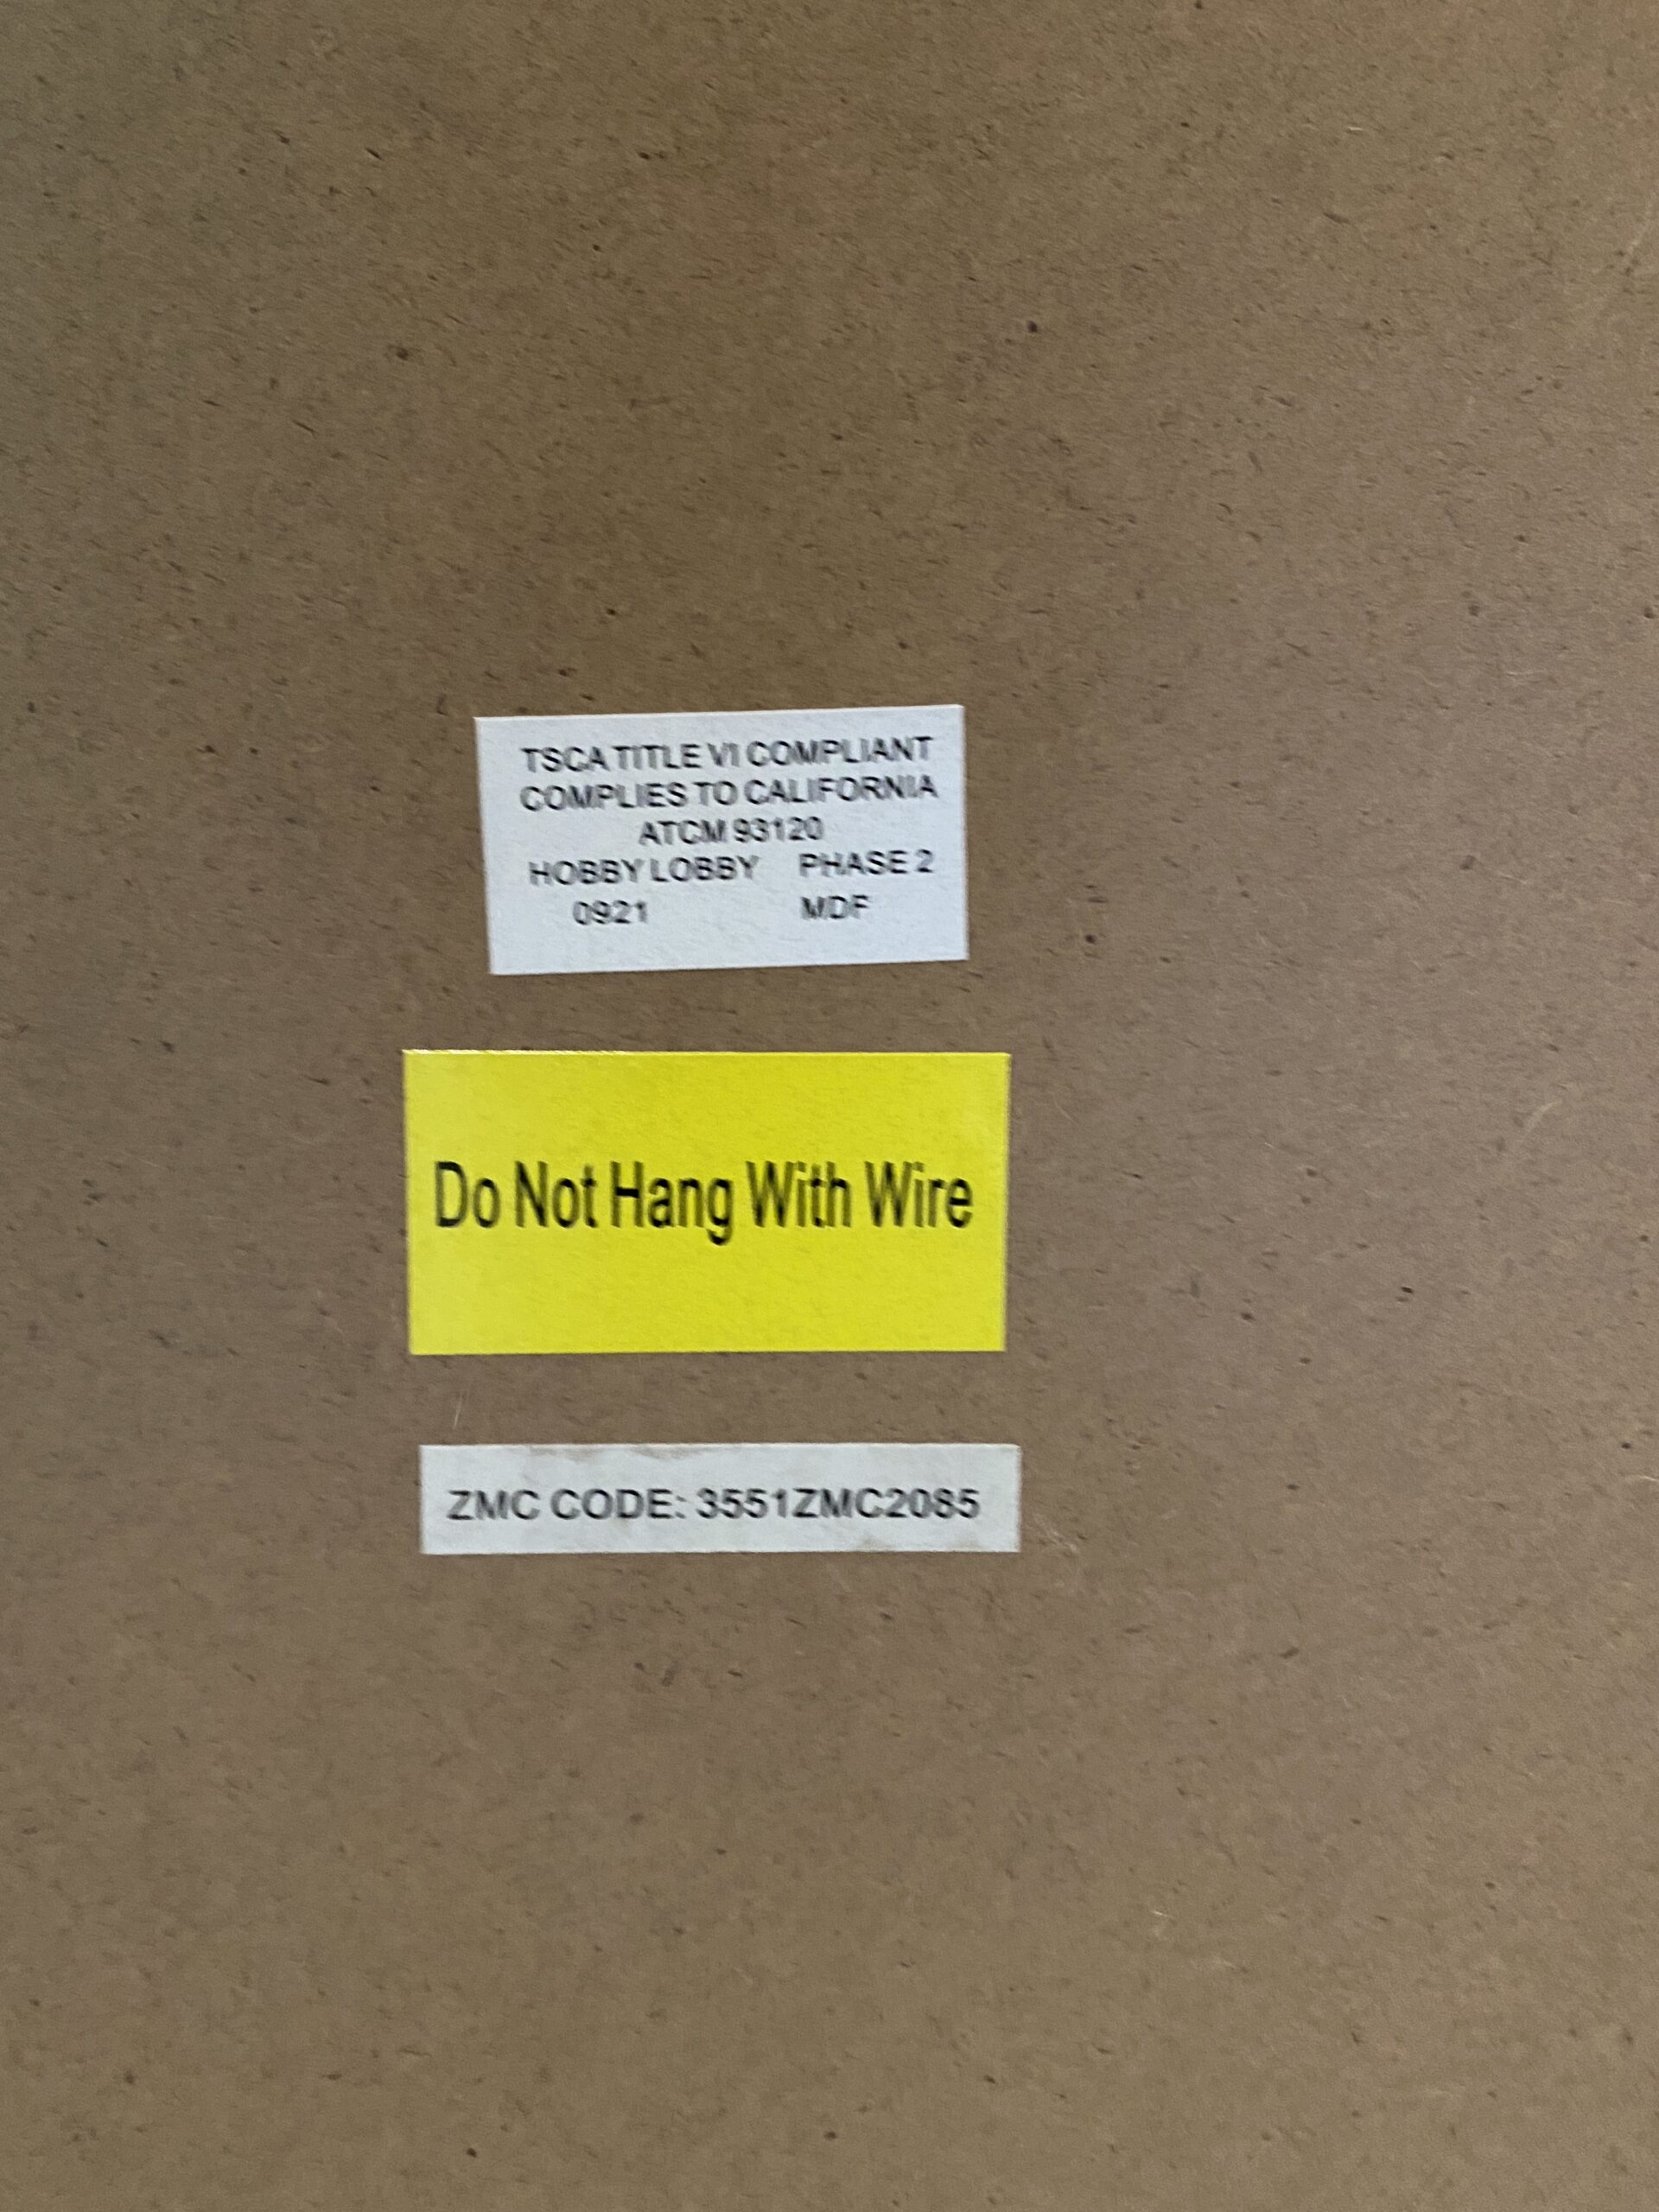 TSCA TITLE VI COMPLIANT
COMPLIES TO CALIFORNIA
ATCM 93120
HOBBY LOBBY PHASE 2
0921 MDF
Do Not Hang With Wire
ZMC CODE: 3551ZMC2085